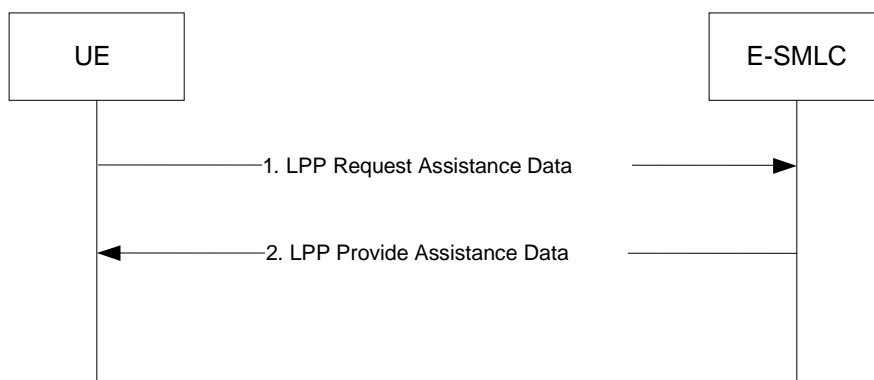 UE
E-SMLC
1. LPP Request Assistance Data
2. LPP Provide Assistance Data